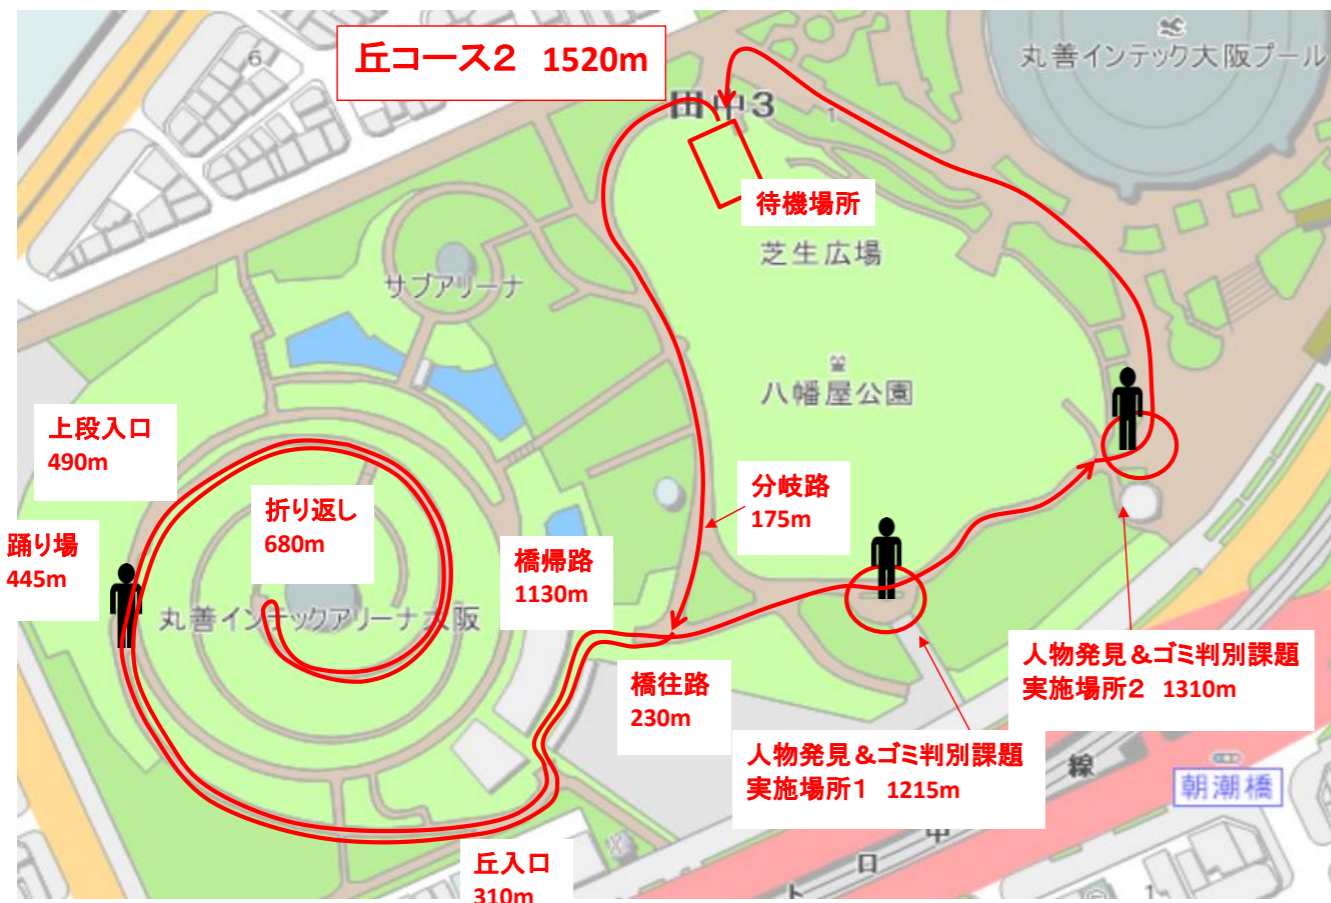 丘コース2 1520m
丸善インテック大阪プール
6
田中3
1
待機場所
芝生広場
サブアリーナ
八幡屋公園
上段入口
490m
分岐路
175m
折り返し
680m
踊り場
445m
橋帰路
1130m
丸善インテックアリーナ大阪
人物発見&ゴミ判別課題
実施場所2 1310m
橋往路
230m
人物発見&ゴミ判別課題
実施場所1 1215m
線
朝潮橋
中
ロ
ト
丘入口
310m
1